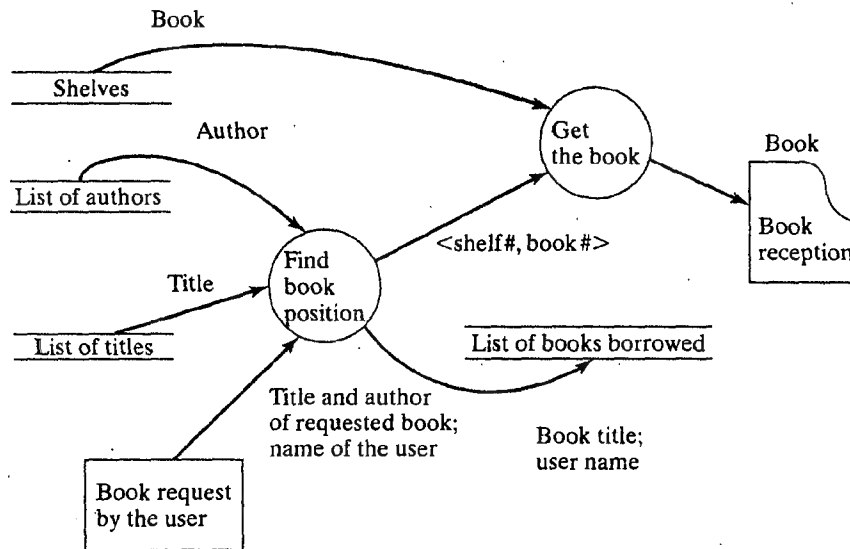 Book
Shelves
Author
Get
the book
Book
List of authors
Book
reception
<shelf#, book#>
Find
book
position
Title
List of titles
List of books borrowed
Title and author
of requested book;
name of the user
Book title;
user name
Book request
by the user